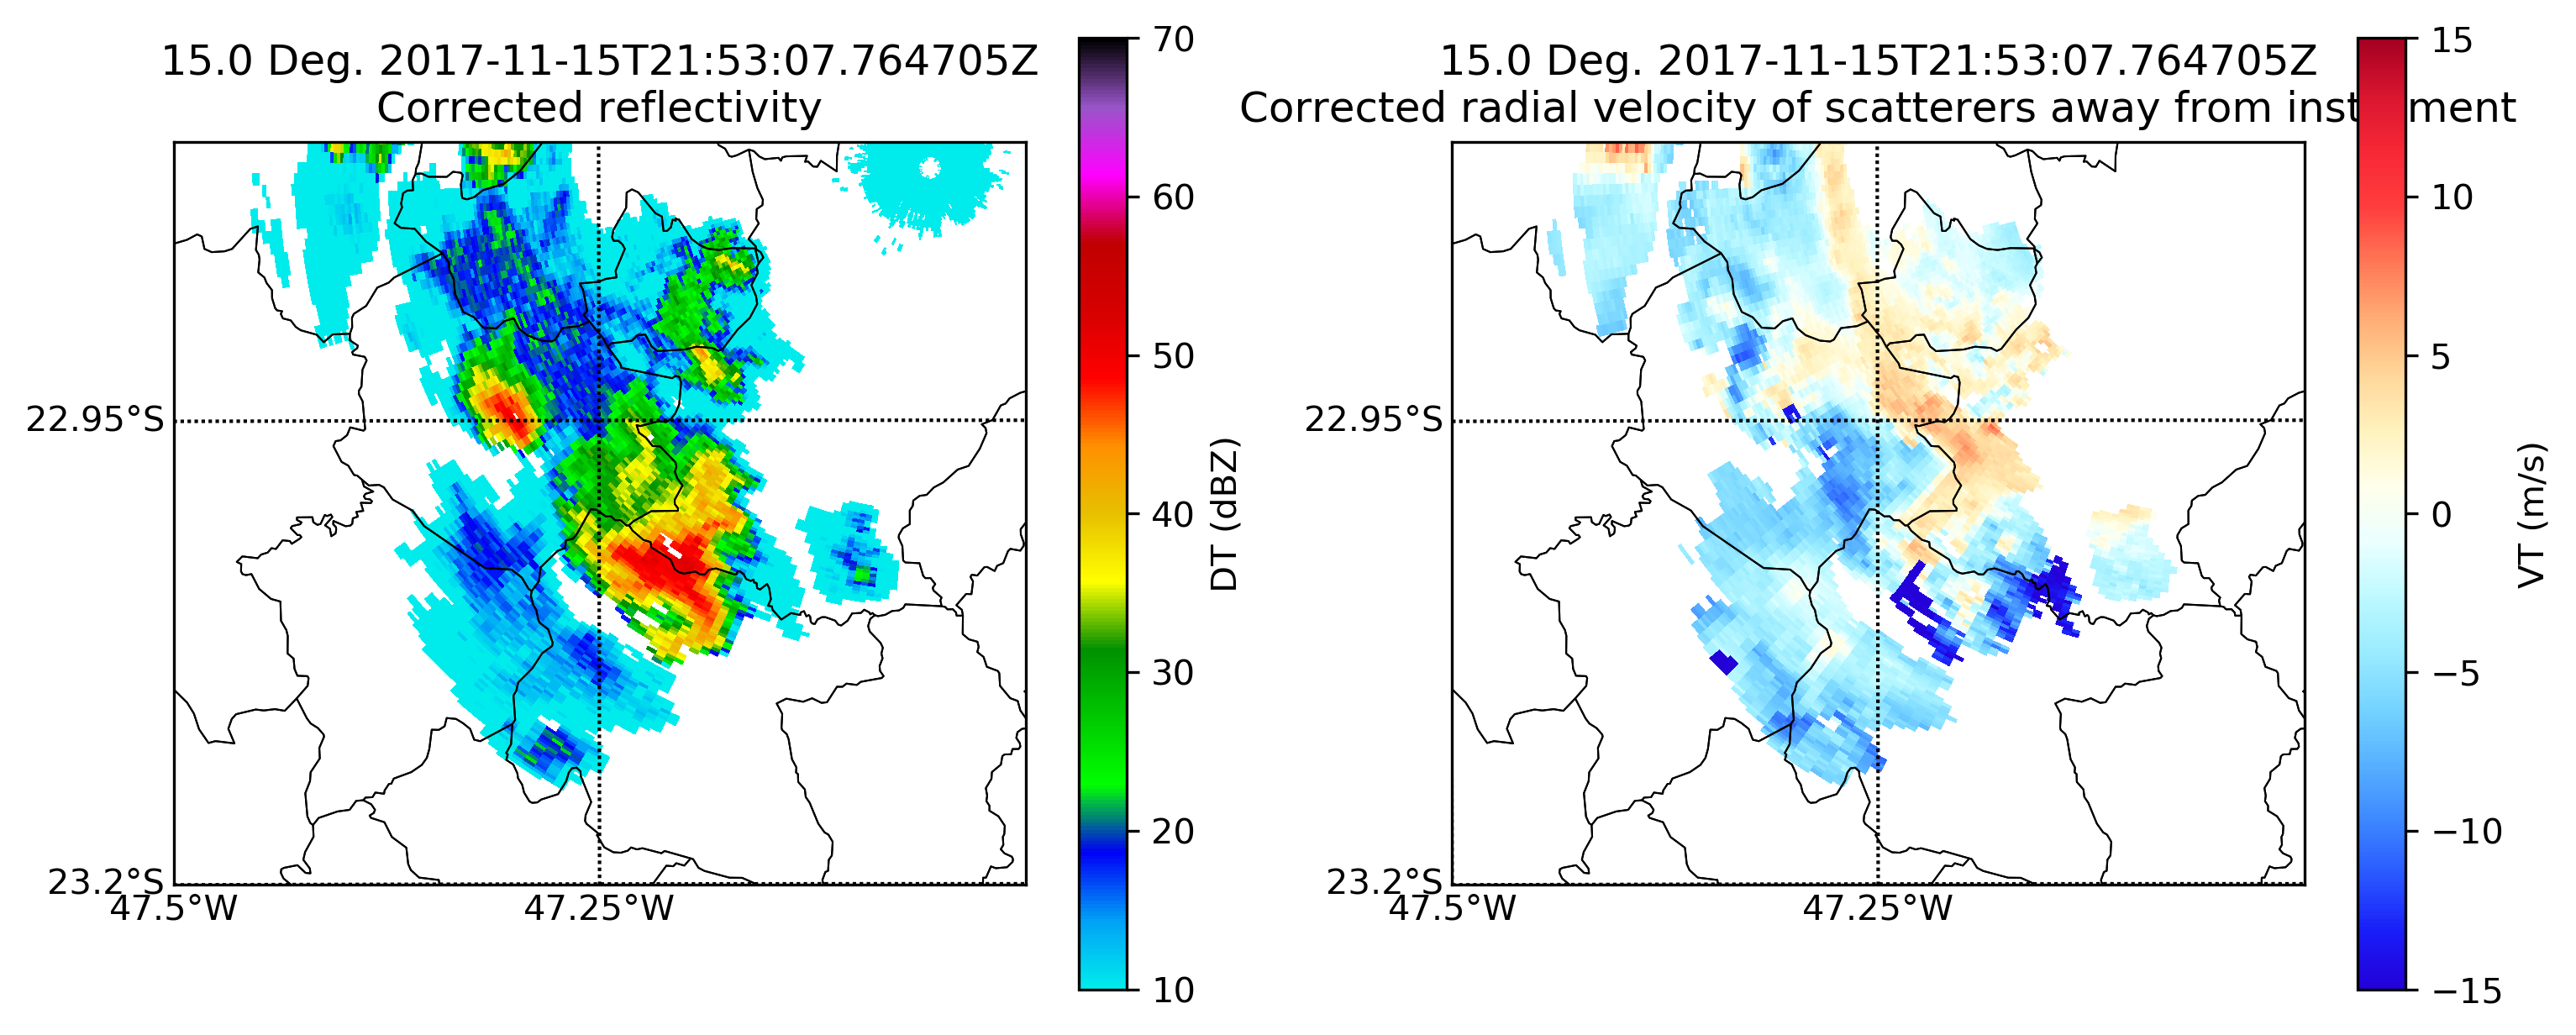 15.0 Deg. 2017-11-15T21:53:07.764705Z
Corrected reflectivity
22.95°S
23.2°S
47.5°W
47.25°W
70
60
50
40
30
20
10
DT (dBZ)
15.0 Deg. 2017-11-15T21:53:07.764705Z
Corrected radial velocity of scatterers away from inst ment
22.95°S
23.2°S
47.5°W
47.25°W
15
10
5
0
−5
−10
−15
VT (m/s)